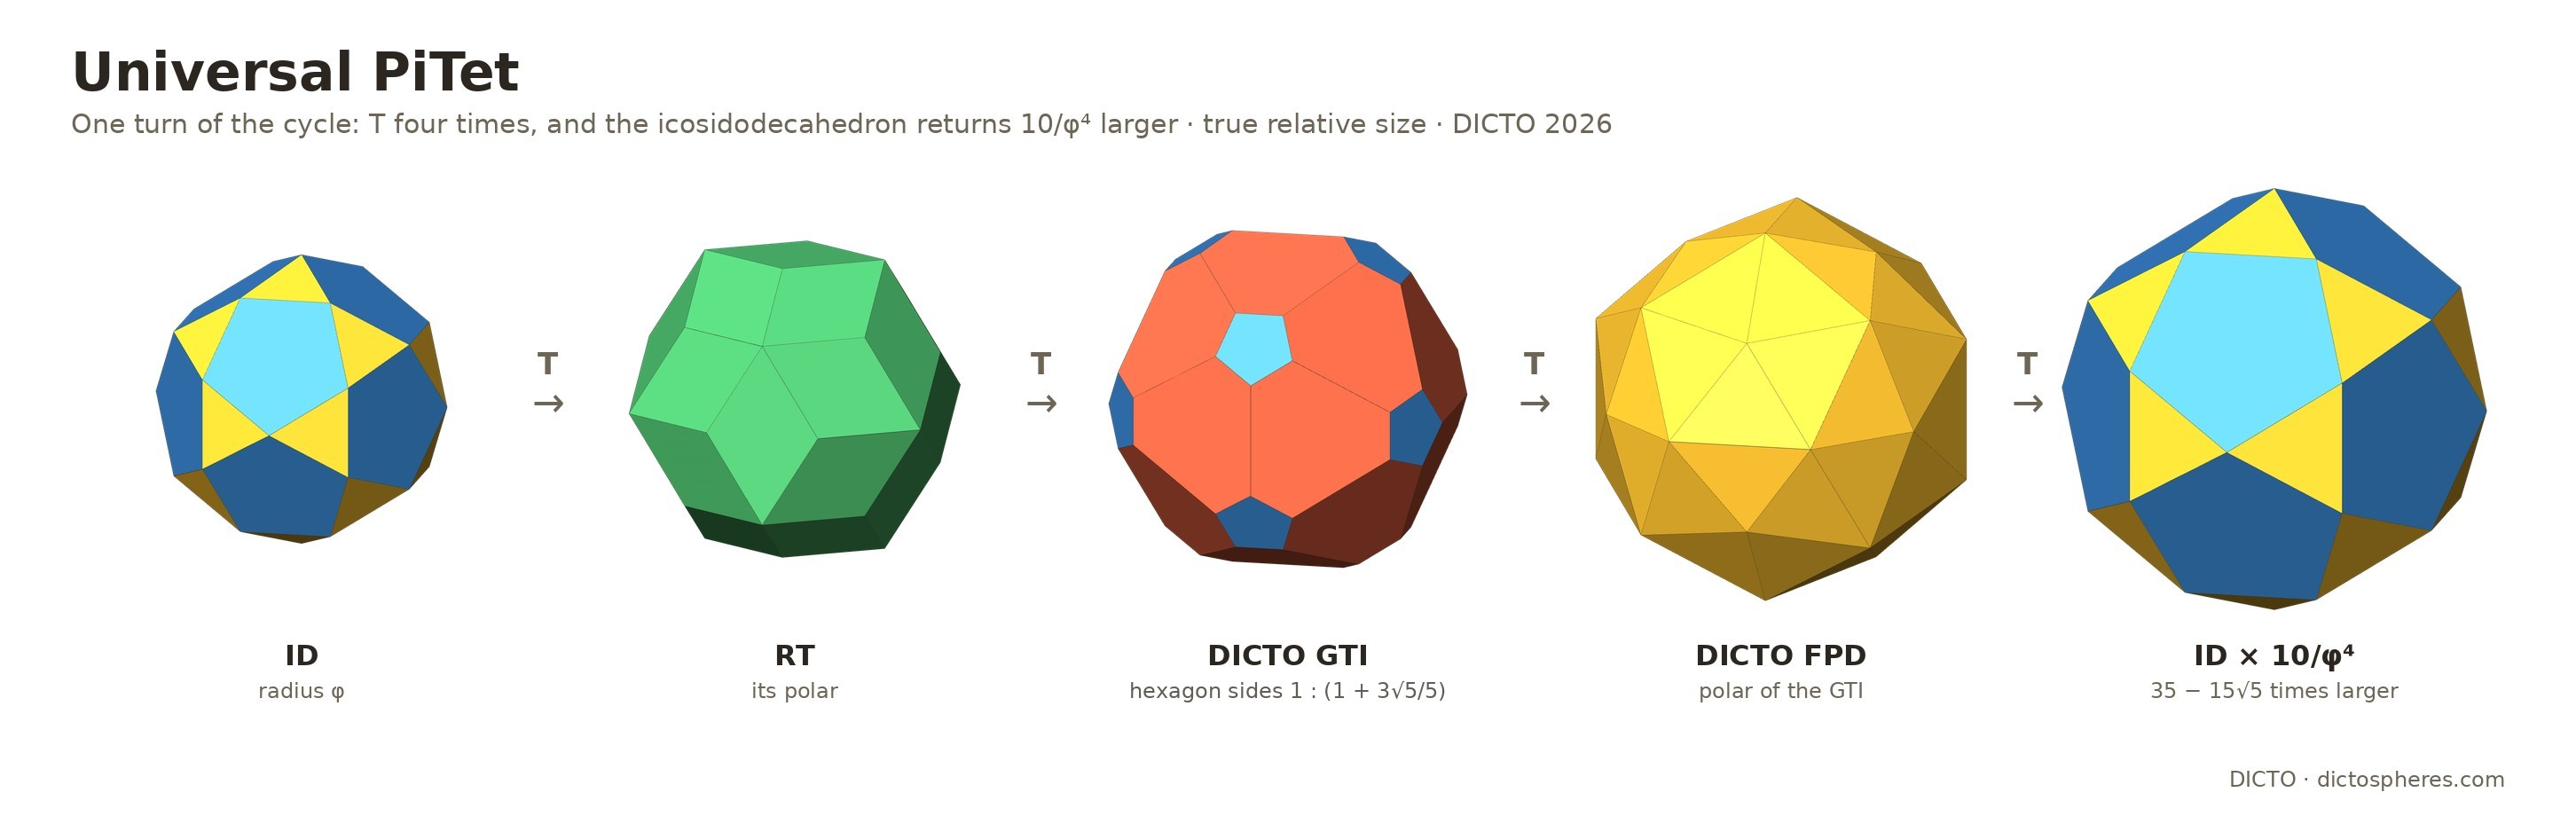 Universal PiTet
One turn of the cycle: T four times, and the icosidodecahedron returns 10/φ⁴ larger · true relative size · DICTO 2026
T → T → T → T →
ID RT DICTO GTI DICTO FPD ID × 10/φ⁴
radius φ its polar hexagon sides 1 : (1 + 3√5/5) polar of the GTI 35 − 15√5 times larger
DICTO · dictospheres.com